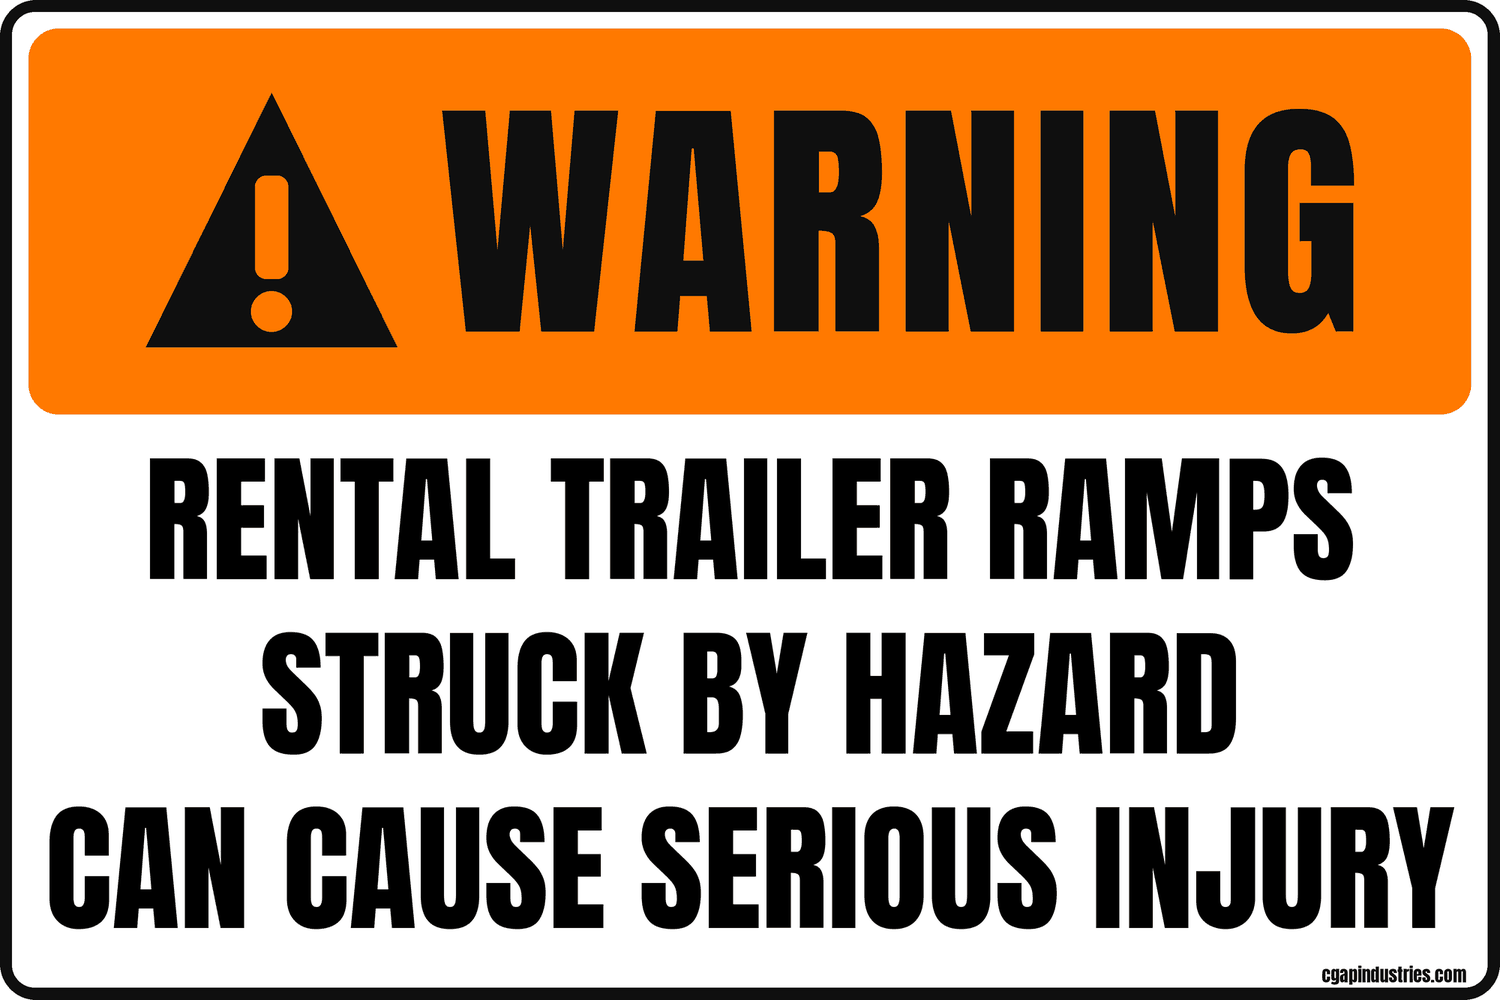 WARNING
RENTAL TRAILER RAMPS
STRUCK BY HAZARD
CAN CAUSE SERIOUS INJURY
cgapindustries.com